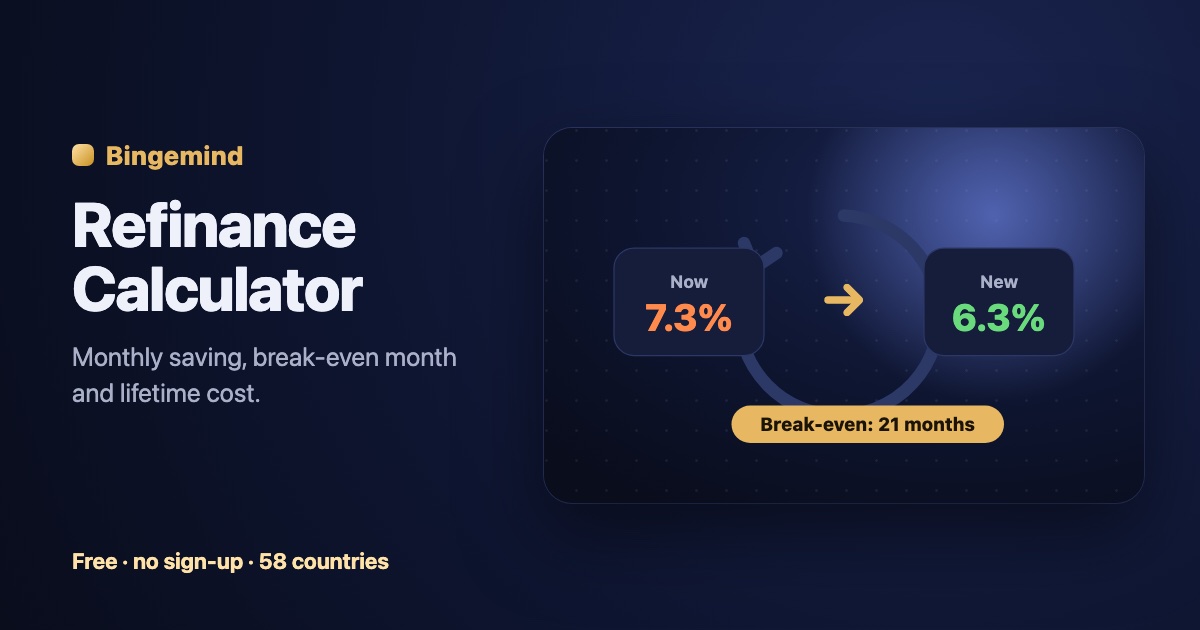 Bingemind
Refinance
Calculator
Monthly saving, break-even month
and lifetime cost.
Free · no sign-up · 58 countries
Now
7.3%
New
6.3%
Break-even: 21 months